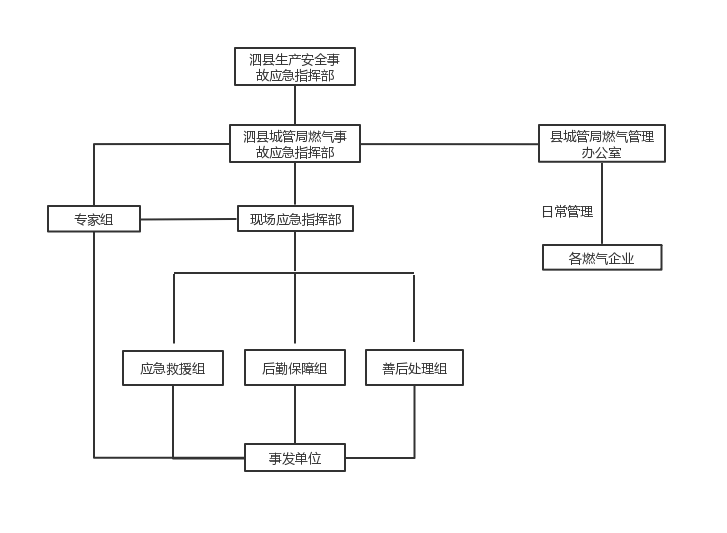 泗县生产安全事
故应急指挥部
泗县城管局燃气事
故应急指挥部
县城管局燃气管理
办公室
日常管理
专家组
现场应急指挥部
各燃气企业
应急救援组
后勤保障组
善后处理组
事发单位